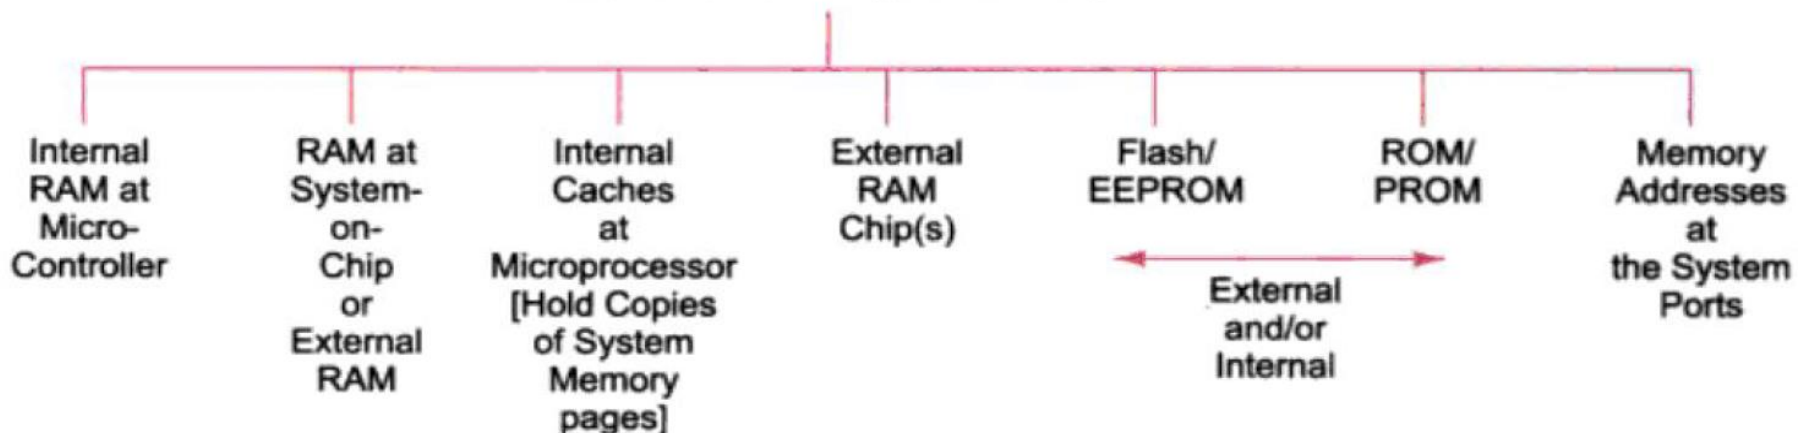 Internal
RAM at
Micro-
Controller
RAM at
System-
on-
Chip
or
External
RAM
Internal
Caches
at
Microprocessor
[Hold Copies
of System
Memory
pages]
External
RAM
Chip(s)
Flash/
EEPROM
ROM/
PROM
External
and/or
Internal
Memory
Addresses
at
the System
Ports